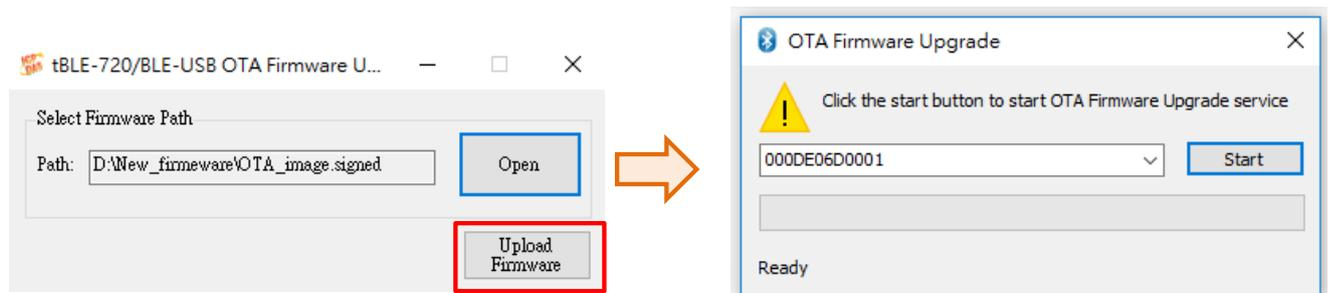 tBLE-720/BLE-USB OTA Firmware U...
Select Firmware Path
Path: D:\New_firmeware\OTA_image.signed
Open
Upload
Firmware
OTA Firmware Upgrade
Click the start button to start OTA Firmware Upgrade service
000DE06D0001
Start
Ready